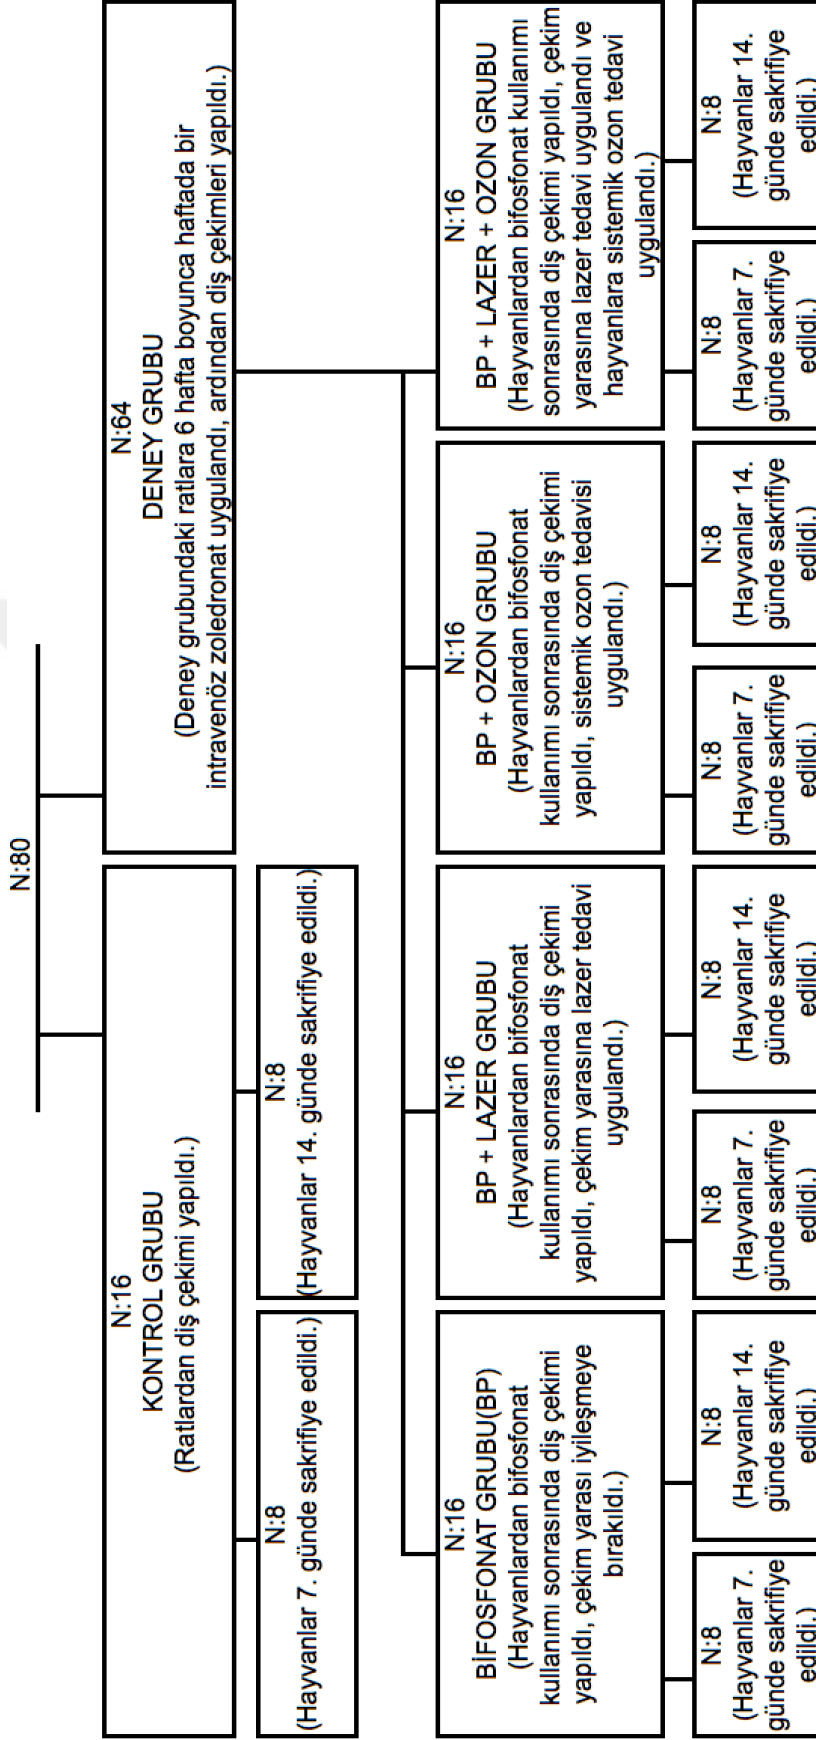 N:80
N:16
KONTROL GRUBU
(Ratlardan diş çekimi yapıldı.)
N:64
DENEY GRUBU
(Deney grubundaki ratlara 6 hafta boyunca haftada bir
intravenöz zoledronat uygulandı, ardından diş çekimleri yapıldı.)
N:8
(Hayvanlar 7. günde sakrifiye edildi.)
N:8
(Hayvanlar 14. günde sakrifiye edildi.)
N:16
BİFOSFONAT GRUBU(BP)
(Hayvanlardan bifosfonat
kullanımı sonrasında diş çekimi
yapıldı, çekim yarası iyileşmeye
bırakıldı.)
N:16
BP + LAZER GRUBU
(Hayvanlardan bifosfonat
kullanımı sonrasında diş çekimi
yapıldı, çekim yarasına lazer tedavi
uygulandı.)
N:16
BP + OZON GRUBU
(Hayvanlardan bifosfonat
kullanımı sonrasında diş çekimi
yapıldı, sistemik ozon tedavisi
uygulandı.)
N:16
BP + LAZER + OZON GRUBU
(Hayvanlardan bifosfonat kullanımı
sonrasında diş çekimi yapıldı, çekim
yarasına lazer tedavi uygulandı ve
hayvanlara sistemik ozon tedavi
uygulandı.)
N:8
(Hayvanlar 7.
günde sakrifiye
edildi.)
N:8
(Hayvanlar 14.
günde sakrifiye
edildi.)
N:8
(Hayvanlar 7.
günde sakrifiye
edildi.)
N:8
(Hayvanlar 14.
günde sakrifiye
edildi.)
N:8
(Hayvanlar 7.
günde sakrifiye
edildi.)
N:8
(Hayvanlar 14.
günde sakrifiye
edildi.)
N:8
(Hayvanlar 7.
günde sakrifiye
edildi.)
N:8
(Hayvanlar 14.
günde sakrifiye
edildi.)